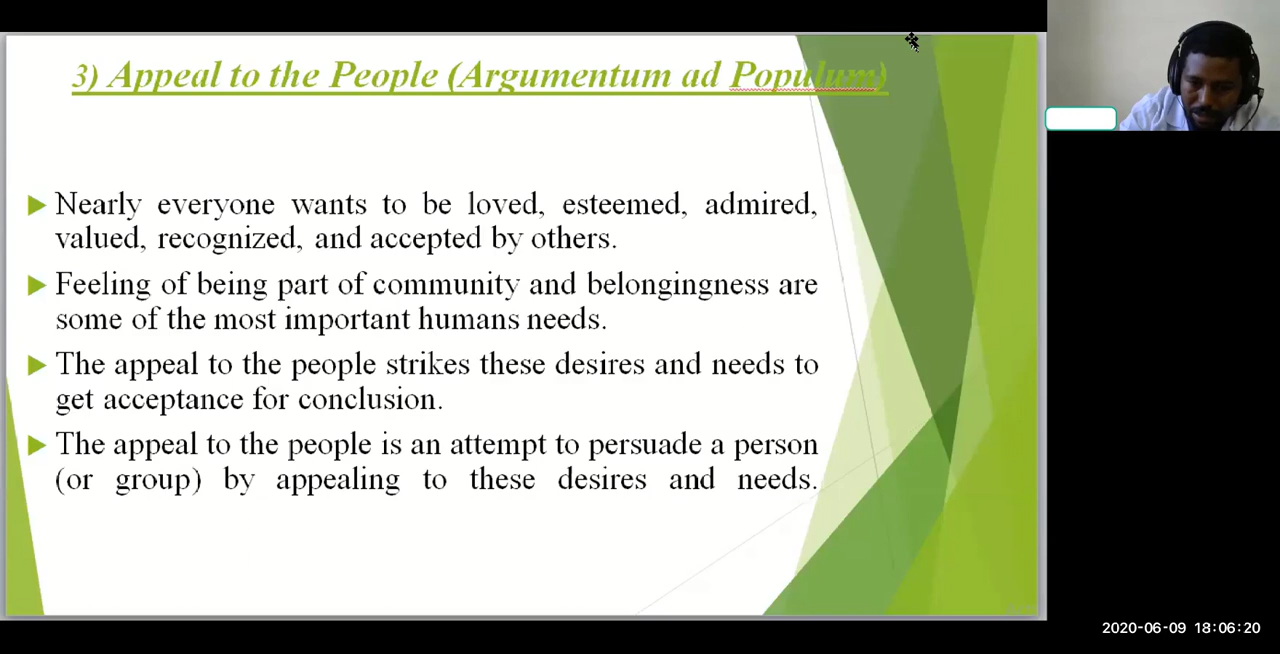 3) Appeal to the People (Argumentum ad Populum)
Nearly everyone wants to be loved, esteemed, admired,
valued, recognized, and accepted by others.
Feeling of being part of community and belongingness are
some of the most important humans needs.
The appeal to the people strikes these desires and needs to
get acceptance for conclusion.
The appeal to the people is an attempt to persuade a person
(or group) by appealing to these desires and needs.
2020-06-09 18:06:20